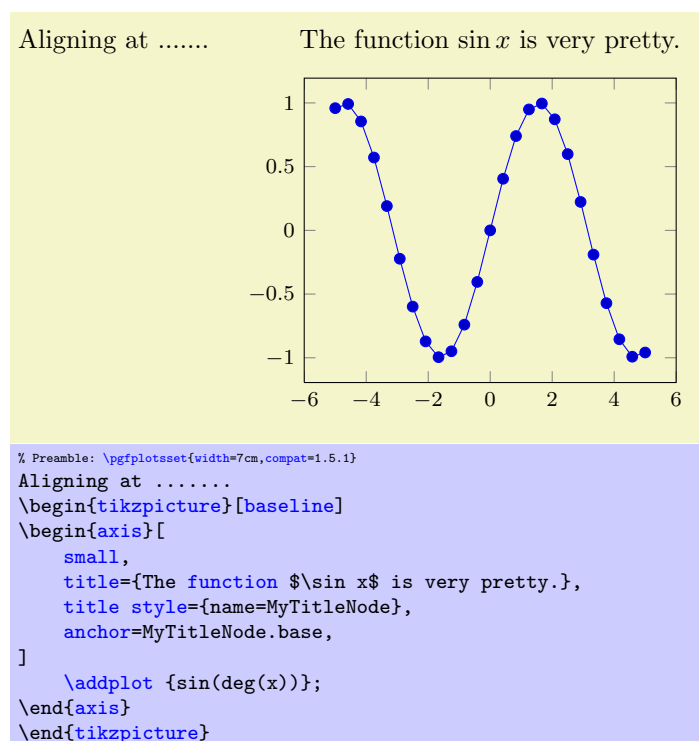 Aligning at ....... The function sin x is very pretty.
1
0.5
0
−0.5
−1
−6 −4 −2 0 2 4 6
% Preamble: \pgfplotsset{width=7cm,compat=1.5.1}
Aligning at .......
\begin{tikzpicture}[baseline]
\begin{axis}[
    small,
    title={The function $\sin x$ is very pretty.},
    title style={name=MyTitleNode},
    anchor=MyTitleNode.base,
]
    \addplot {sin(deg(x))};
\end{axis}
\end{tikzpicture}